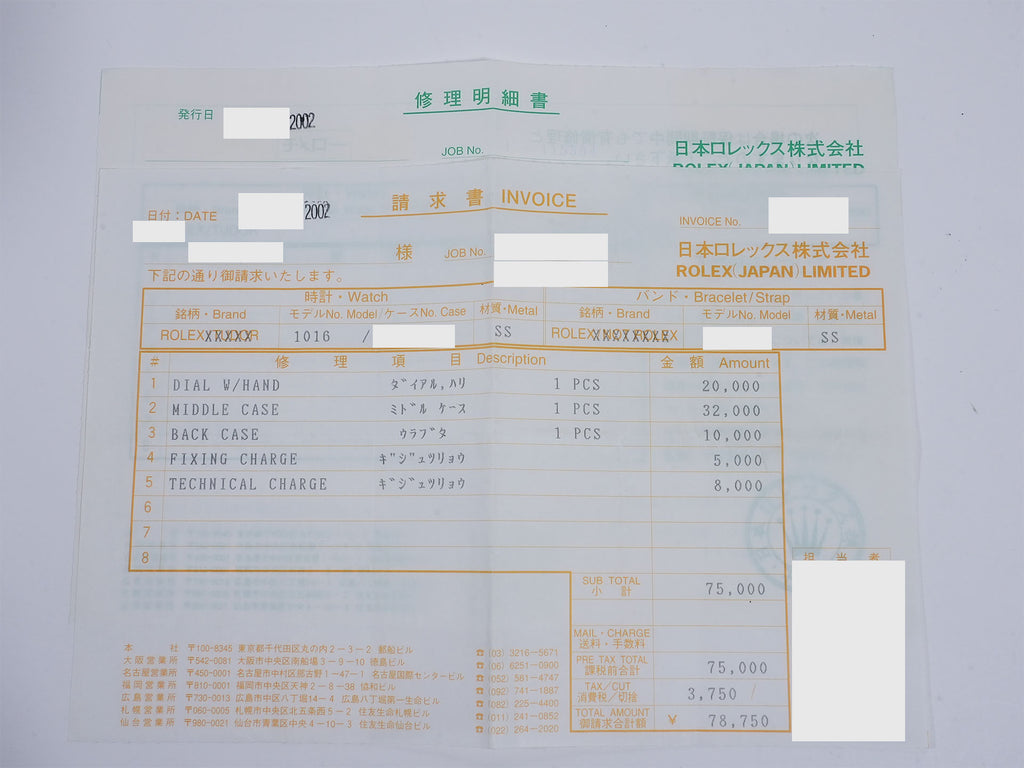 修理明細書
発行日 2002
JOB No.
日本ロレックス株式会社
ROLEX(JAPAN)LIMITED
請求書 INVOICE
日付:DATE 2002
INVOICE No.
様 JOB No.
日本ロレックス株式会社
ROLEX(JAPAN)LIMITED
下記の通り御請求いたします。
時計・Watch バンド・Bracelet/Strap
銘柄・Brand モデルNo. Model/ケースNo. Case 材質・Metal 銘柄・Brand モデルNo. Model 材質・Metal
ROLEX 1016 / SS ROLEX SS
# 修理項目 Description 金額 Amount
1 DIAL W/HAND ダイアル,ハリ 1 PCS 20,000
2 MIDDLE CASE ミドル ケース 1 PCS 32,000
3 BACK CASE ウラブタ 1 PCS 10,000
4 FIXING CHARGE ギジュツリョウ 5,000
5 TECHNICAL CHARGE ギジュツリョウ 8,000
6
7
8
担当者
SUB TOTAL
小計 75,000
MAIL・CHARGE
送料・手数料
PRE TAX TOTAL
課税前合計 75,000
TAX/CUT
消費税/切捨 3,750 /
TOTAL AMOUNT
御請求合計額 ¥ 78,750
本社 〒100-8345 東京都千代田区丸の内2-3-2 郵船ビル ☎(03) 3216-5671
大阪営業所 〒542-0081 大阪市中央区南船場3-9-10 徳島ビル ☎(06) 6251-0900
名古屋営業所 〒450-0001 名古屋市中村区那古野1-47-1 名古屋国際センタービル ☎(052) 581-4747
福岡営業所 〒810-0001 福岡市中央区天神2-8-38 協和ビル ☎(092) 741-1887
広島営業所 〒730-0013 広島市中区八丁堀14-4 広島八丁堀第一生命ビル ☎(082) 225-4400
札幌営業所 〒060-0005 札幌市中央区北五条西5-2 住友生命札幌ビル ☎(011) 241-0852
仙台営業所 〒980-0021 仙台市青葉区中央4-10-3 住友生命仙台ビル ☎(022) 264-2020